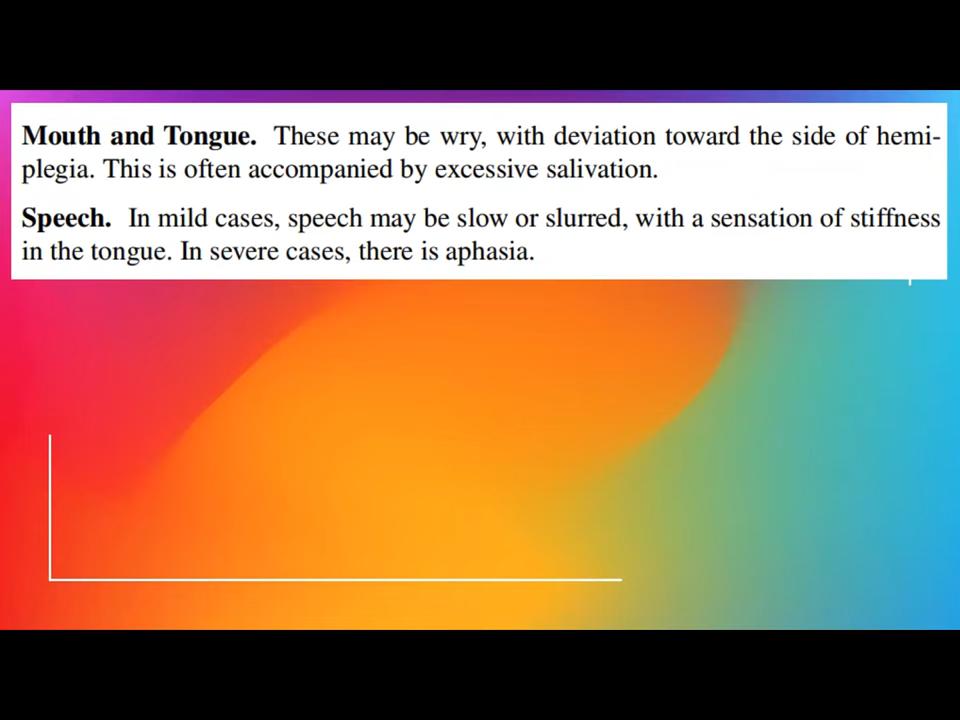 Mouth and Tongue. These may be wry, with deviation toward the side of hemi-
plegia. This is often accompanied by excessive salivation.
Speech. In mild cases, speech may be slow or slurred, with a sensation of stiffness
in the tongue. In severe cases, there is aphasia.